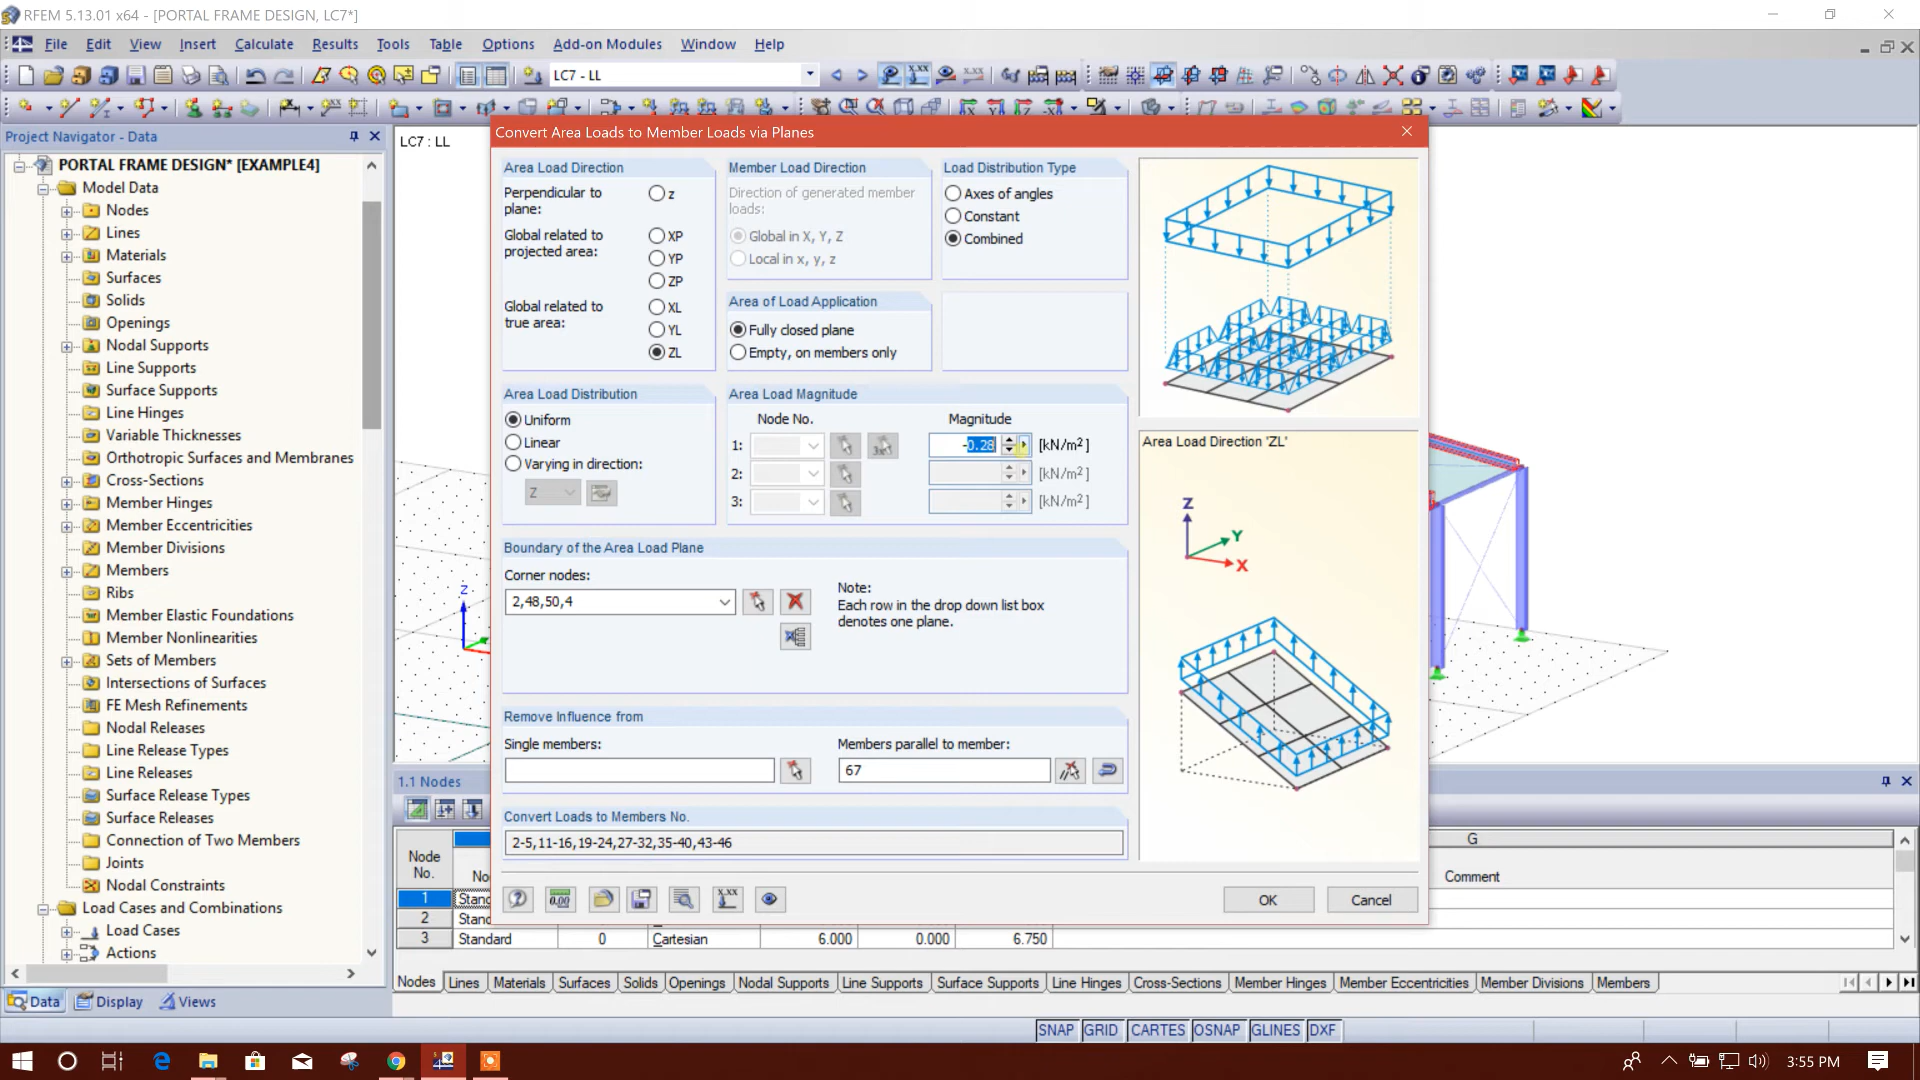 RFEM 5.13.01 x64 - [PORTAL FRAME DESIGN, LC7*]
File Edit View Insert Calculate Results Tools Table Options Add-on Modules Window Help
LC7 - LL
Project Navigator - Data
LC7 : LL
Convert Area Loads to Member Loads via Planes
PORTAL FRAME DESIGN* [EXAMPLE4]
Model Data
Nodes
Lines
Materials
Surfaces
Solids
Openings
Nodal Supports
Line Supports
Surface Supports
Line Hinges
Variable Thicknesses
Orthotropic Surfaces and Membranes
Cross-Sections
Member Hinges
Member Eccentricities
Member Divisions
Members
Ribs
Member Elastic Foundations
Member Nonlinearities
Sets of Members
Intersections of Surfaces
FE Mesh Refinements
Nodal Releases
Line Release Types
Line Releases
Surface Release Types
Surface Releases
Connection of Two Members
Joints
Nodal Constraints
Load Cases and Combinations
Load Cases
Actions
Data Display Views
Area Load Direction
Perpendicular to
plane:
z
Global related to
projected area:
XP
YP
ZP
Global related to
true area:
XL
YL
ZL
Member Load Direction
Direction of generated member
loads:
Global in X, Y, Z
Local in x, y, z
Load Distribution Type
Axes of angles
Constant
Combined
Area of Load Application
Fully closed plane
Empty, on members only
Area Load Distribution
Uniform
Linear
Varying in direction:
Z
Area Load Magnitude
Node No. Magnitude
1: -0.28 [kN/m2]
2: [kN/m2]
3: [kN/m2]
Boundary of the Area Load Plane
Corner nodes:
2,48,50,4
Note:
Each row in the drop down list box
denotes one plane.
Remove Influence from
Single members:
Members parallel to member:
67
Convert Loads to Members No.
2-5,11-16,19-24,27-32,35-40,43-46
0.00
x.xx
OK Cancel
Area Load Direction 'ZL'
Z
Y
X
Z
1.1 Nodes
Node
No.
G
Comment
1
2
3 Standard 0 Cartesian 6.000 0.000 6.750
Nodes Lines Materials Surfaces Solids Openings Nodal Supports Line Supports Surface Supports Line Hinges Cross-Sections Member Hinges Member Eccentricities Member Divisions Members
SNAP GRID CARTES OSNAP GLINES DXF
3:55 PM